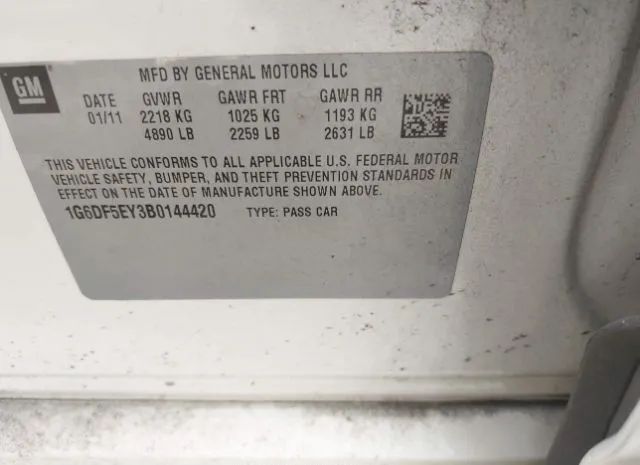 GM
MFD BY GENERAL MOTORS LLC
DATE GVWR GAWR FRT GAWR RR
01/11 2218 KG 1025 KG 1193 KG
4890 LB 2259 LB 2631 LB
THIS VEHICLE CONFORMS TO ALL APPLICABLE U.S. FEDERAL MOTOR
VEHICLE SAFETY, BUMPER, AND THEFT PREVENTION STANDARDS IN
EFFECT ON THE DATE OF MANUFACTURE SHOWN ABOVE.
1G6DF5EY3B0144420 TYPE: PASS CAR